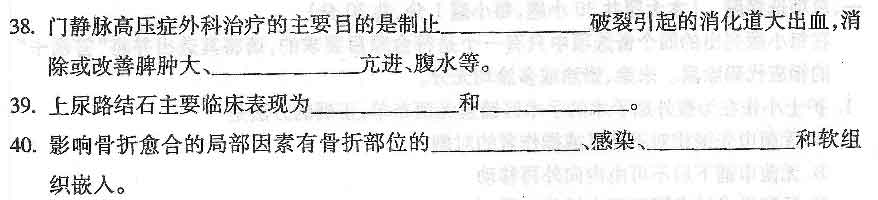 38. 门静脉高压症外科治疗的主要目的是制止____________破裂引起的消化道大出血,消
除或改善脾肿大、____________亢进、腹水等。
39. 上尿路结石主要临床表现为____________和____________。
40. 影响骨折愈合的局部因素有骨折部位的____________、感染、____________和软组
织嵌入。